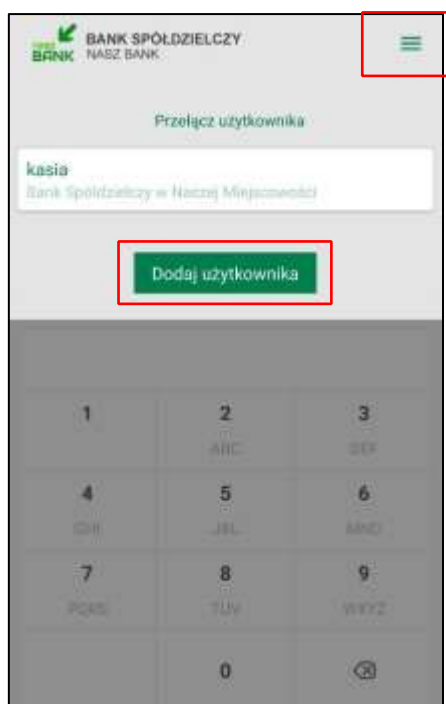 BANK SPÓŁDZIELCZY
NASZ BANK
NASZ
BANK
Przełącz użytkownika
kasia
Bank Spółdzielczy w Naszej Miejscowości
Dodaj użytkownika
1
2
3
ABC
DEF
4
5
6
GHI
JKL
MNO
7
8
9
PQRS
TUV
WXYZ
0